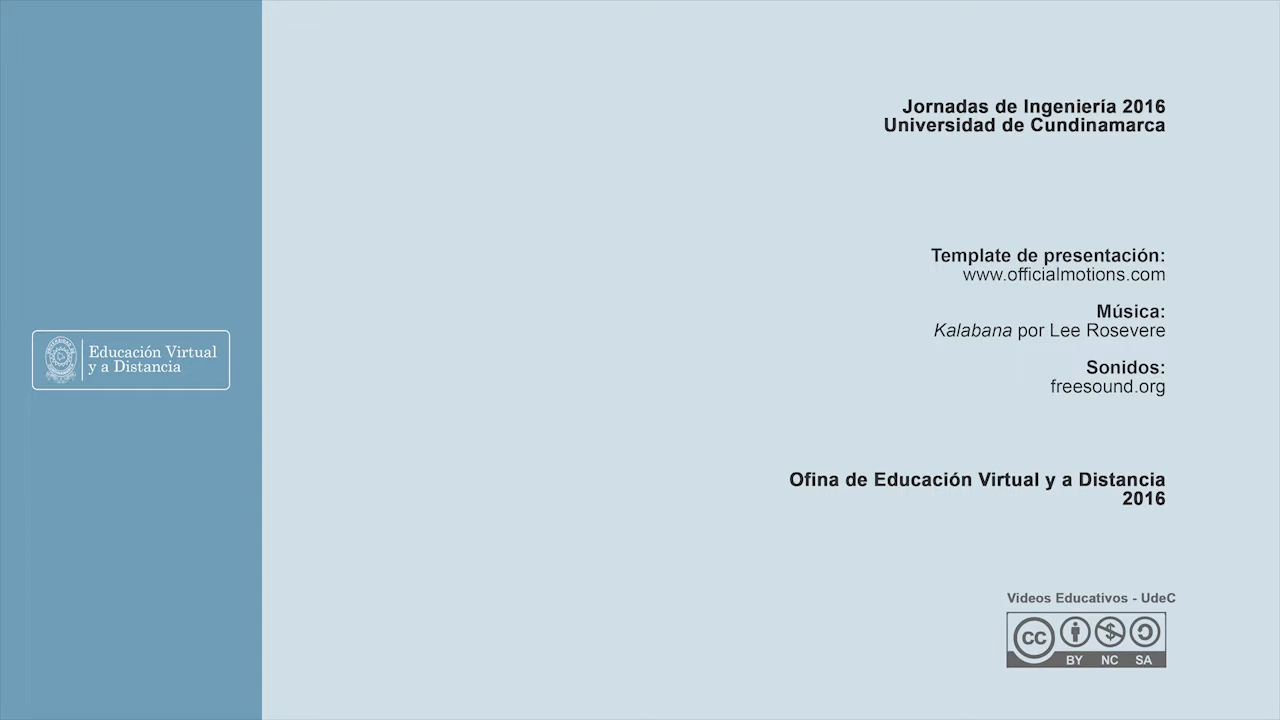 Jornadas de Ingeniería 2016
Universidad de Cundinamarca
Template de presentación:
www.officialmotions.com
Música:
Kalabana por Lee Rosevere
Sonidos:
freesound.org
Educación Virtual
y a Distancia
Ofina de Educación Virtual y a Distancia
2016
Videos Educativos - UdeC
cc
BY NC SA